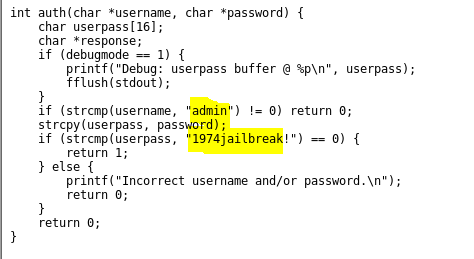 int auth(char *username, char *password) {
    char userpass[16];
    char *response;
    if (debugmode == 1) {
        printf("Debug: userpass buffer @ %p\n", userpass);
        fflush(stdout);
    }
    if (strcmp(username, "admin") != 0) return 0;
    strcpy(userpass, password);
    if (strcmp(userpass, "1974jailbreak!") == 0) {
        return 1;
    } else {
        printf("Incorrect username and/or password.\n");
        return 0;
    }
    return 0;
}